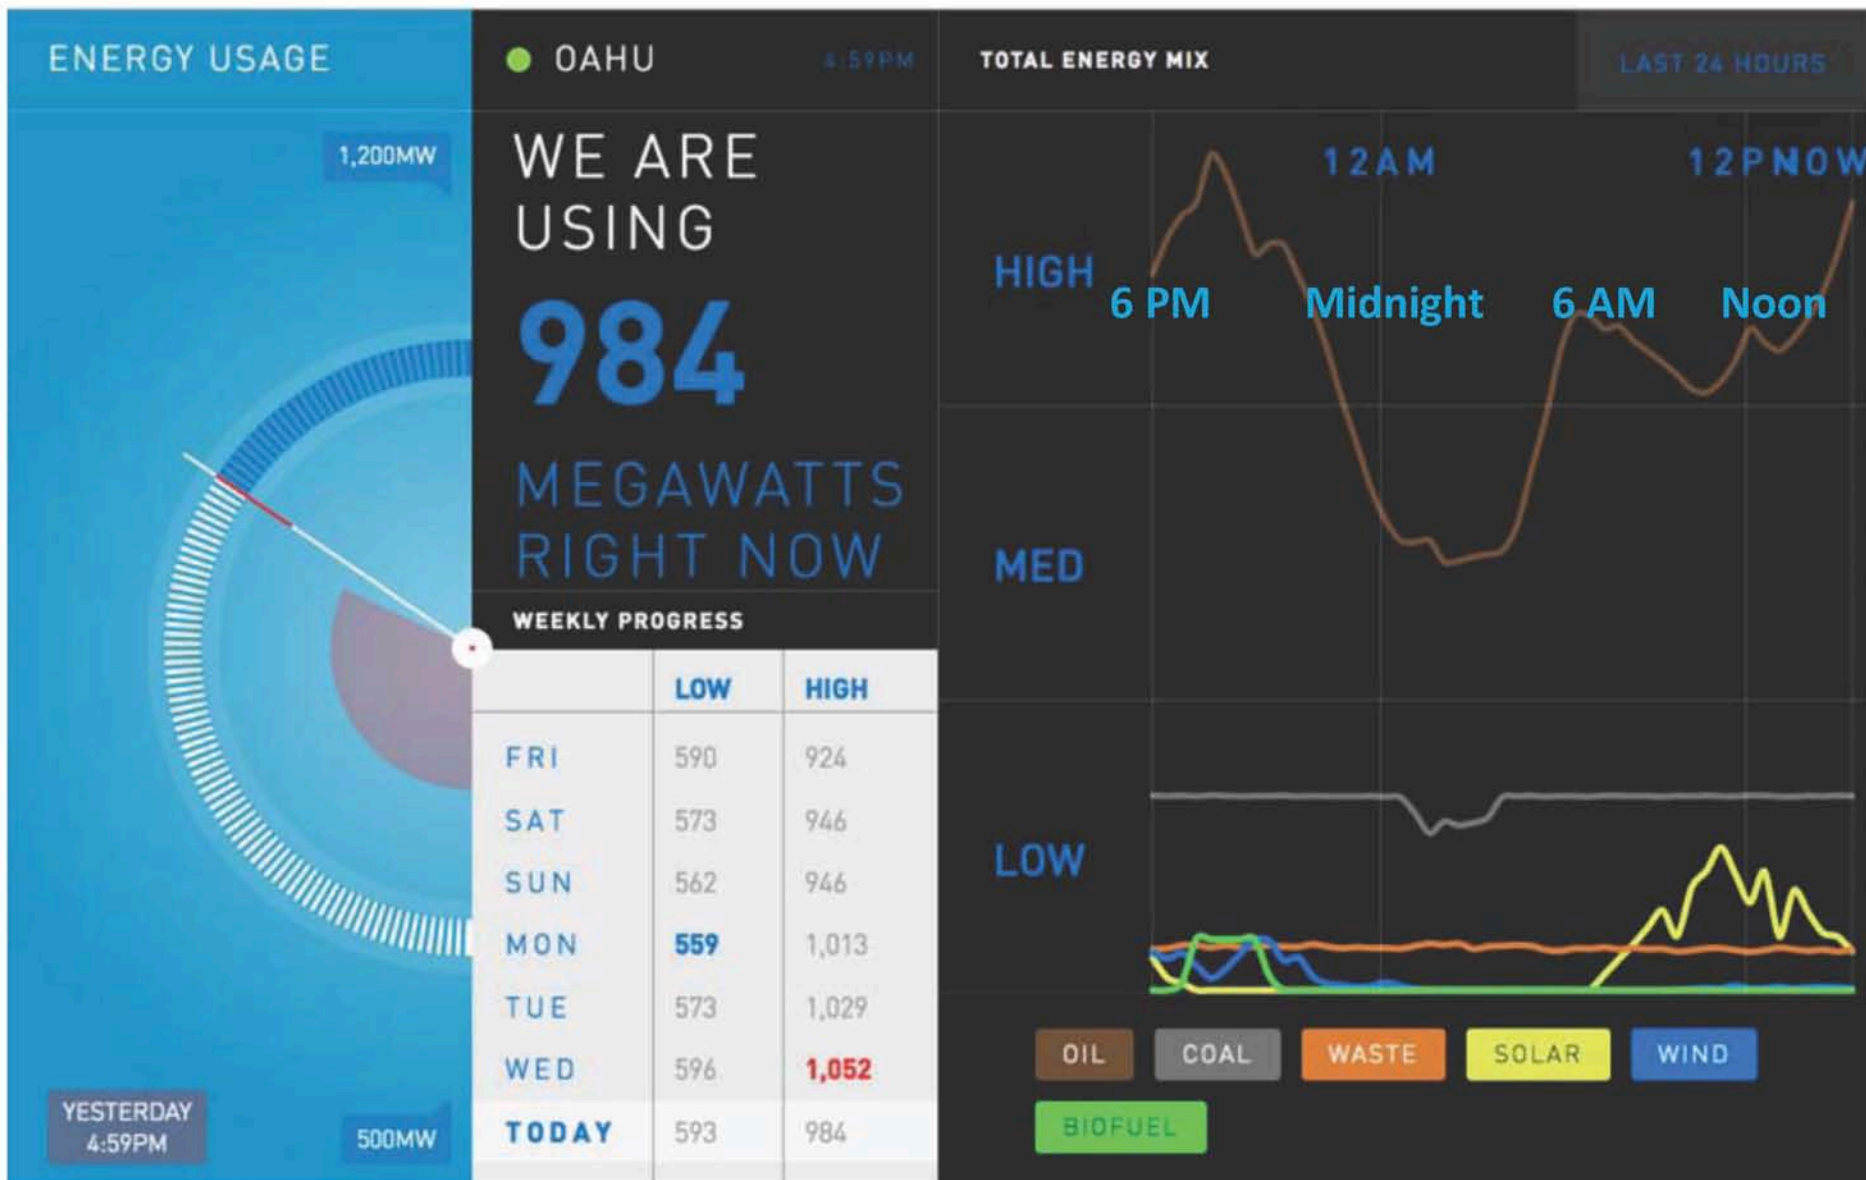 ENERGY USAGE
1,200MW
YESTERDAY
4:59PM
500MW
OAHU 4:59PM
WE ARE
USING
984
MEGAWATTS
RIGHT NOW
WEEKLY PROGRESS
LOW HIGH
FRI 590 924
SAT 573 946
SUN 562 946
MON 559 1,013
TUE 573 1,029
WED 596 1,052
TODAY 593 984
TOTAL ENERGY MIX LAST 24 HOURS
12AM 12PNOW
HIGH
6 PM Midnight 6 AM Noon
MED
LOW
OIL COAL WASTE SOLAR WIND
BIOFUEL